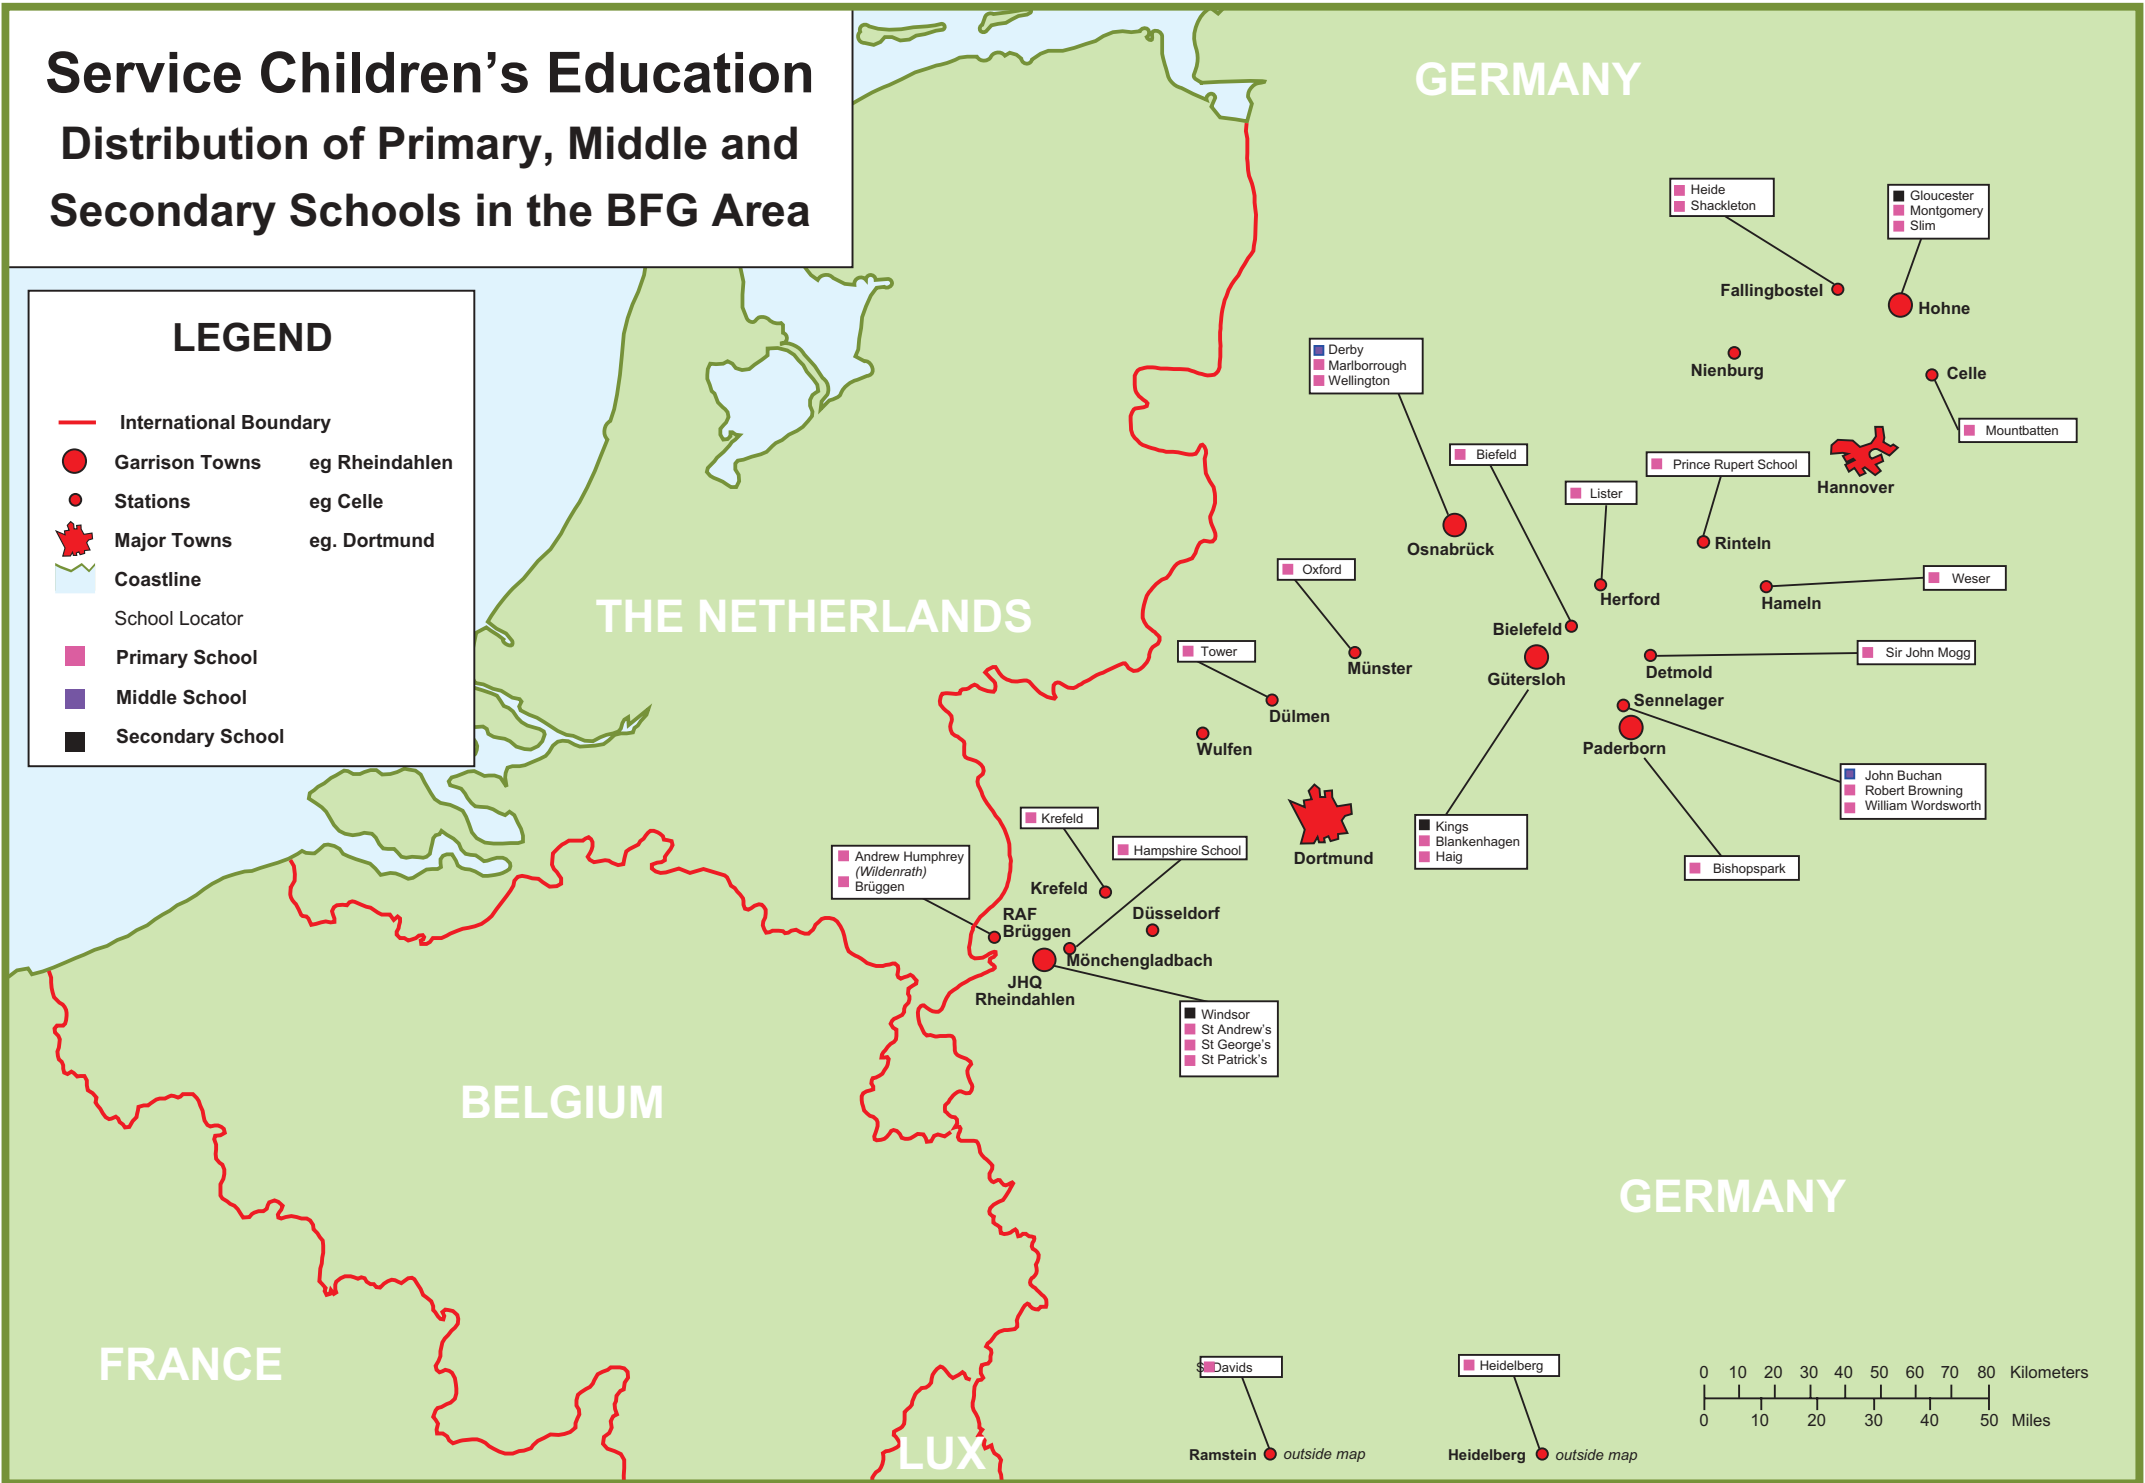 Service Children's Education
Distribution of Primary, Middle and
Secondary Schools in the BFG Area
LEGEND
International Boundary
Garrison Towns eg Rheindahlen
Stations eg Celle
Major Towns eg. Dortmund
Coastline
School Locator
Primary School
Middle School
Secondary School
GERMANY
Heide
Shackleton
Gloucester
Montgomery
Slim
Fallingbostel
Hohne
Nienburg
Celle
Mountbatten
Derby
Marlborough
Wellington
Biefeld
Prince Rupert School
Hannover
Lister
Osnabrück
Rinteln
Oxford
Herford
Hameln
Weser
THE NETHERLANDS
Bielefeld
Tower
Münster
Gütersloh
Detmold
Sir John Mogg
Sennelager
Dülmen
Wulfen
Paderborn
John Buchan
Robert Browning
William Wordsworth
Krefeld
Hampshire School
Dortmund
Kings
Blankenhagen
Haig
Bishopspark
Andrew Humphrey
(Wildenrath)
Brüggen
Krefeld
RAF
Brüggen
Düsseldorf
Mönchengladbach
JHQ
Rheindahlen
Windsor
St Andrew's
St George's
St Patrick's
BELGIUM
GERMANY
FRANCE
LUX
Davids
Ramstein outside map
Heidelberg
Heidelberg outside map
0 10 20 30 40 50 60 70 80 Kilometers
0 10 20 30 40 50 Miles